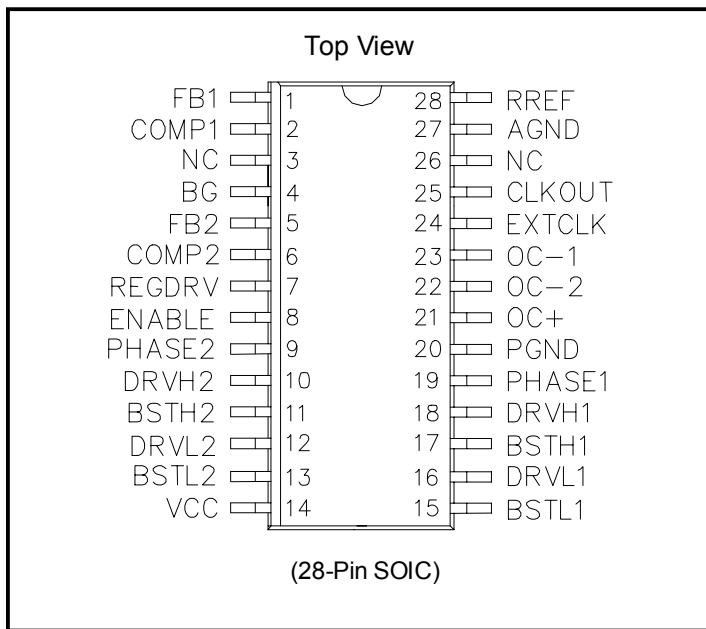 Top View
FB1 1 28 RREF
COMP1 2 27 AGND
NC 3 26 NC
BG 4 25 CLKOUT
FB2 5 24 EXTCLK
COMP2 6 23 OC-1
REGDRV 7 22 OC-2
ENABLE 8 21 OC+
PHASE2 9 20 PGND
DRVH2 10 19 PHASE1
BSTH2 11 18 DRVH1
DRVL2 12 17 BSTH1
BSTL2 13 16 DRVL1
VCC 14 15 BSTL1
(28-Pin SOIC)